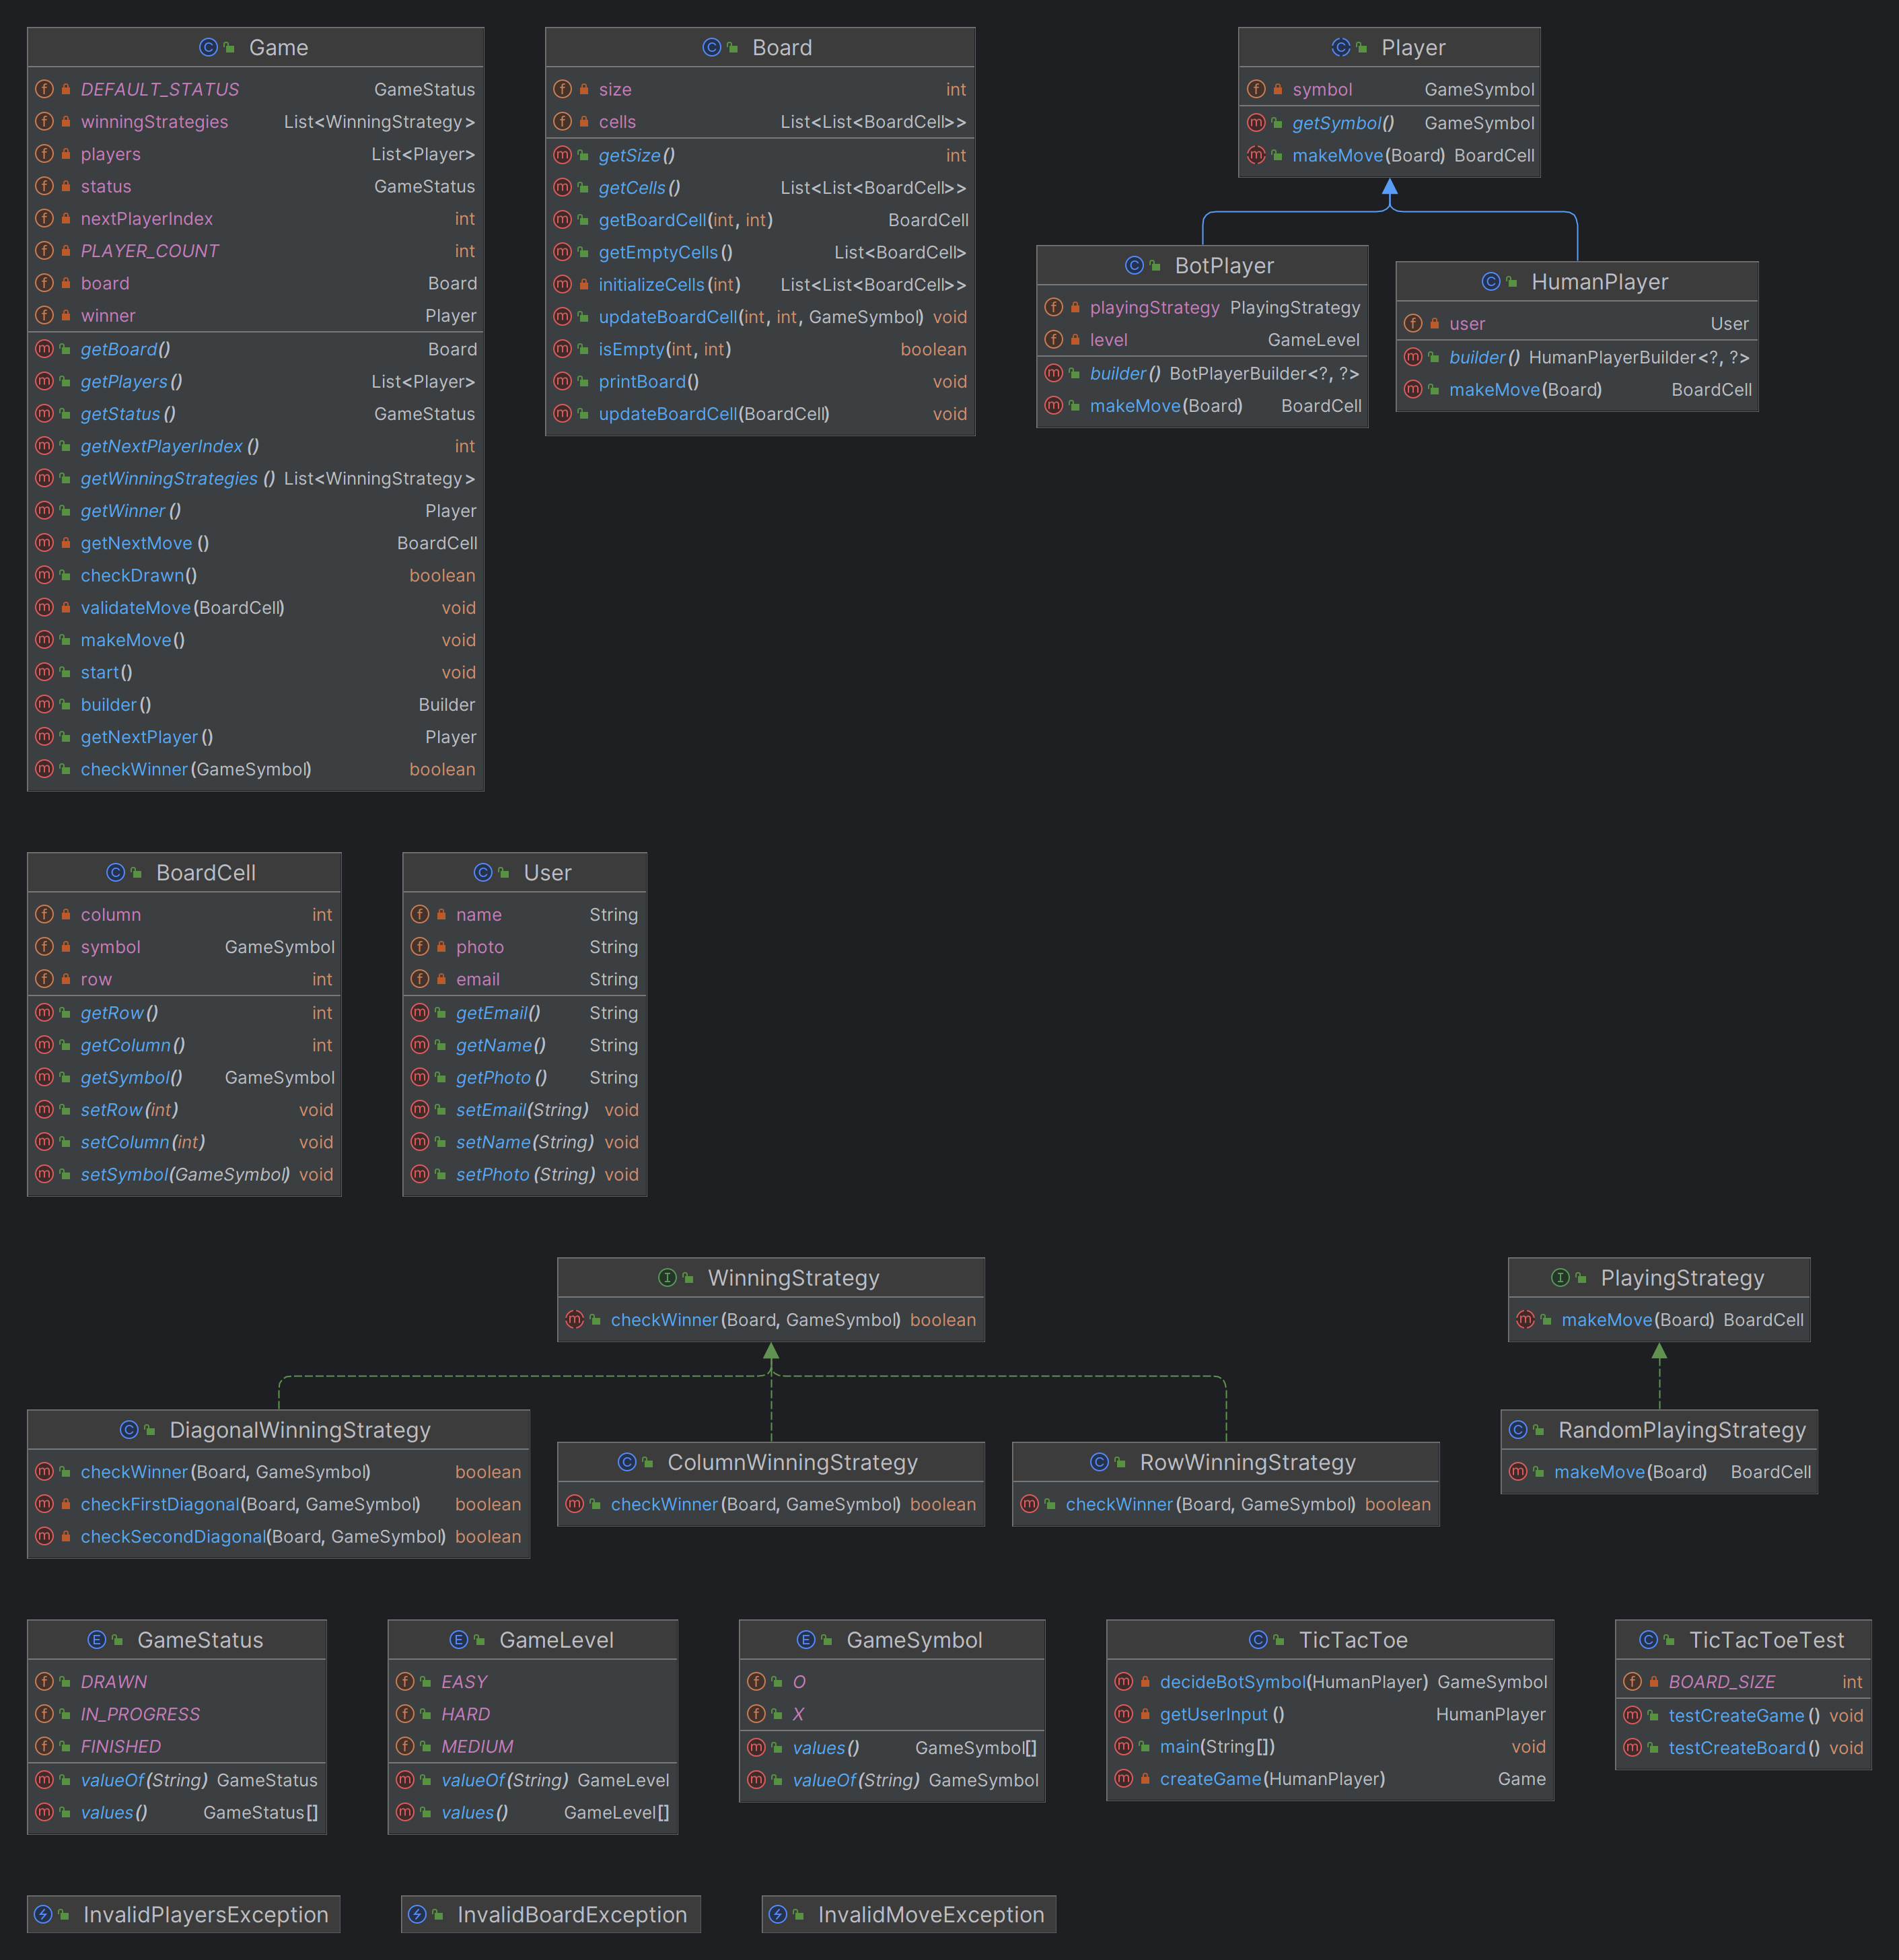 Game
DEFAULT_STATUS GameStatus
winningStrategies List<WinningStrategy>
players List<Player>
status GameStatus
nextPlayerIndex int
PLAYER_COUNT int
board Board
winner Player
getBoard() Board
getPlayers() List<Player>
getStatus() GameStatus
getNextPlayerIndex() int
getWinningStrategies() List<WinningStrategy>
getWinner() Player
getNextMove() BoardCell
checkDrawn() boolean
validateMove(BoardCell) void
makeMove() void
start() void
builder() Builder
getNextPlayer() Player
checkWinner(GameSymbol) boolean
Board
size int
cells List<List<BoardCell>>
getSize() int
getCells() List<List<BoardCell>>
getBoardCell(int, int) BoardCell
getEmptyCells() List<BoardCell>
initializeCells(int) List<List<BoardCell>>
updateBoardCell(int, int, GameSymbol) void
isEmpty(int, int) boolean
printBoard() void
updateBoardCell(BoardCell) void
Player
symbol GameSymbol
getSymbol() GameSymbol
makeMove(Board) BoardCell
BotPlayer
playingStrategy PlayingStrategy
level GameLevel
builder() BotPlayerBuilder<?, ?>
makeMove(Board) BoardCell
HumanPlayer
user User
builder() HumanPlayerBuilder<?, ?>
makeMove(Board) BoardCell
BoardCell
column int
symbol GameSymbol
row int
getRow() int
getColumn() int
getSymbol() GameSymbol
setRow(int) void
setColumn(int) void
setSymbol(GameSymbol) void
User
name String
photo String
email String
getEmail() String
getName() String
getPhoto() String
setEmail(String) void
setName(String) void
setPhoto(String) void
WinningStrategy
checkWinner(Board, GameSymbol) boolean
PlayingStrategy
makeMove(Board) BoardCell
DiagonalWinningStrategy
checkWinner(Board, GameSymbol) boolean
checkFirstDiagonal(Board, GameSymbol) boolean
checkSecondDiagonal(Board, GameSymbol) boolean
ColumnWinningStrategy
checkWinner(Board, GameSymbol) boolean
RowWinningStrategy
checkWinner(Board, GameSymbol) boolean
RandomPlayingStrategy
makeMove(Board) BoardCell
GameStatus
DRAWN
IN_PROGRESS
FINISHED
valueOf(String) GameStatus
values() GameStatus[]
GameLevel
EASY
HARD
MEDIUM
valueOf(String) GameLevel
values() GameLevel[]
GameSymbol
O
X
values() GameSymbol[]
valueOf(String) GameSymbol
TicTacToe
decideBotSymbol(HumanPlayer) GameSymbol
getUserInput() HumanPlayer
main(String[]) void
createGame(HumanPlayer) Game
TicTacToeTest
BOARD_SIZE int
testCreateGame() void
testCreateBoard() void
InvalidPlayersException
InvalidBoardException
InvalidMoveException